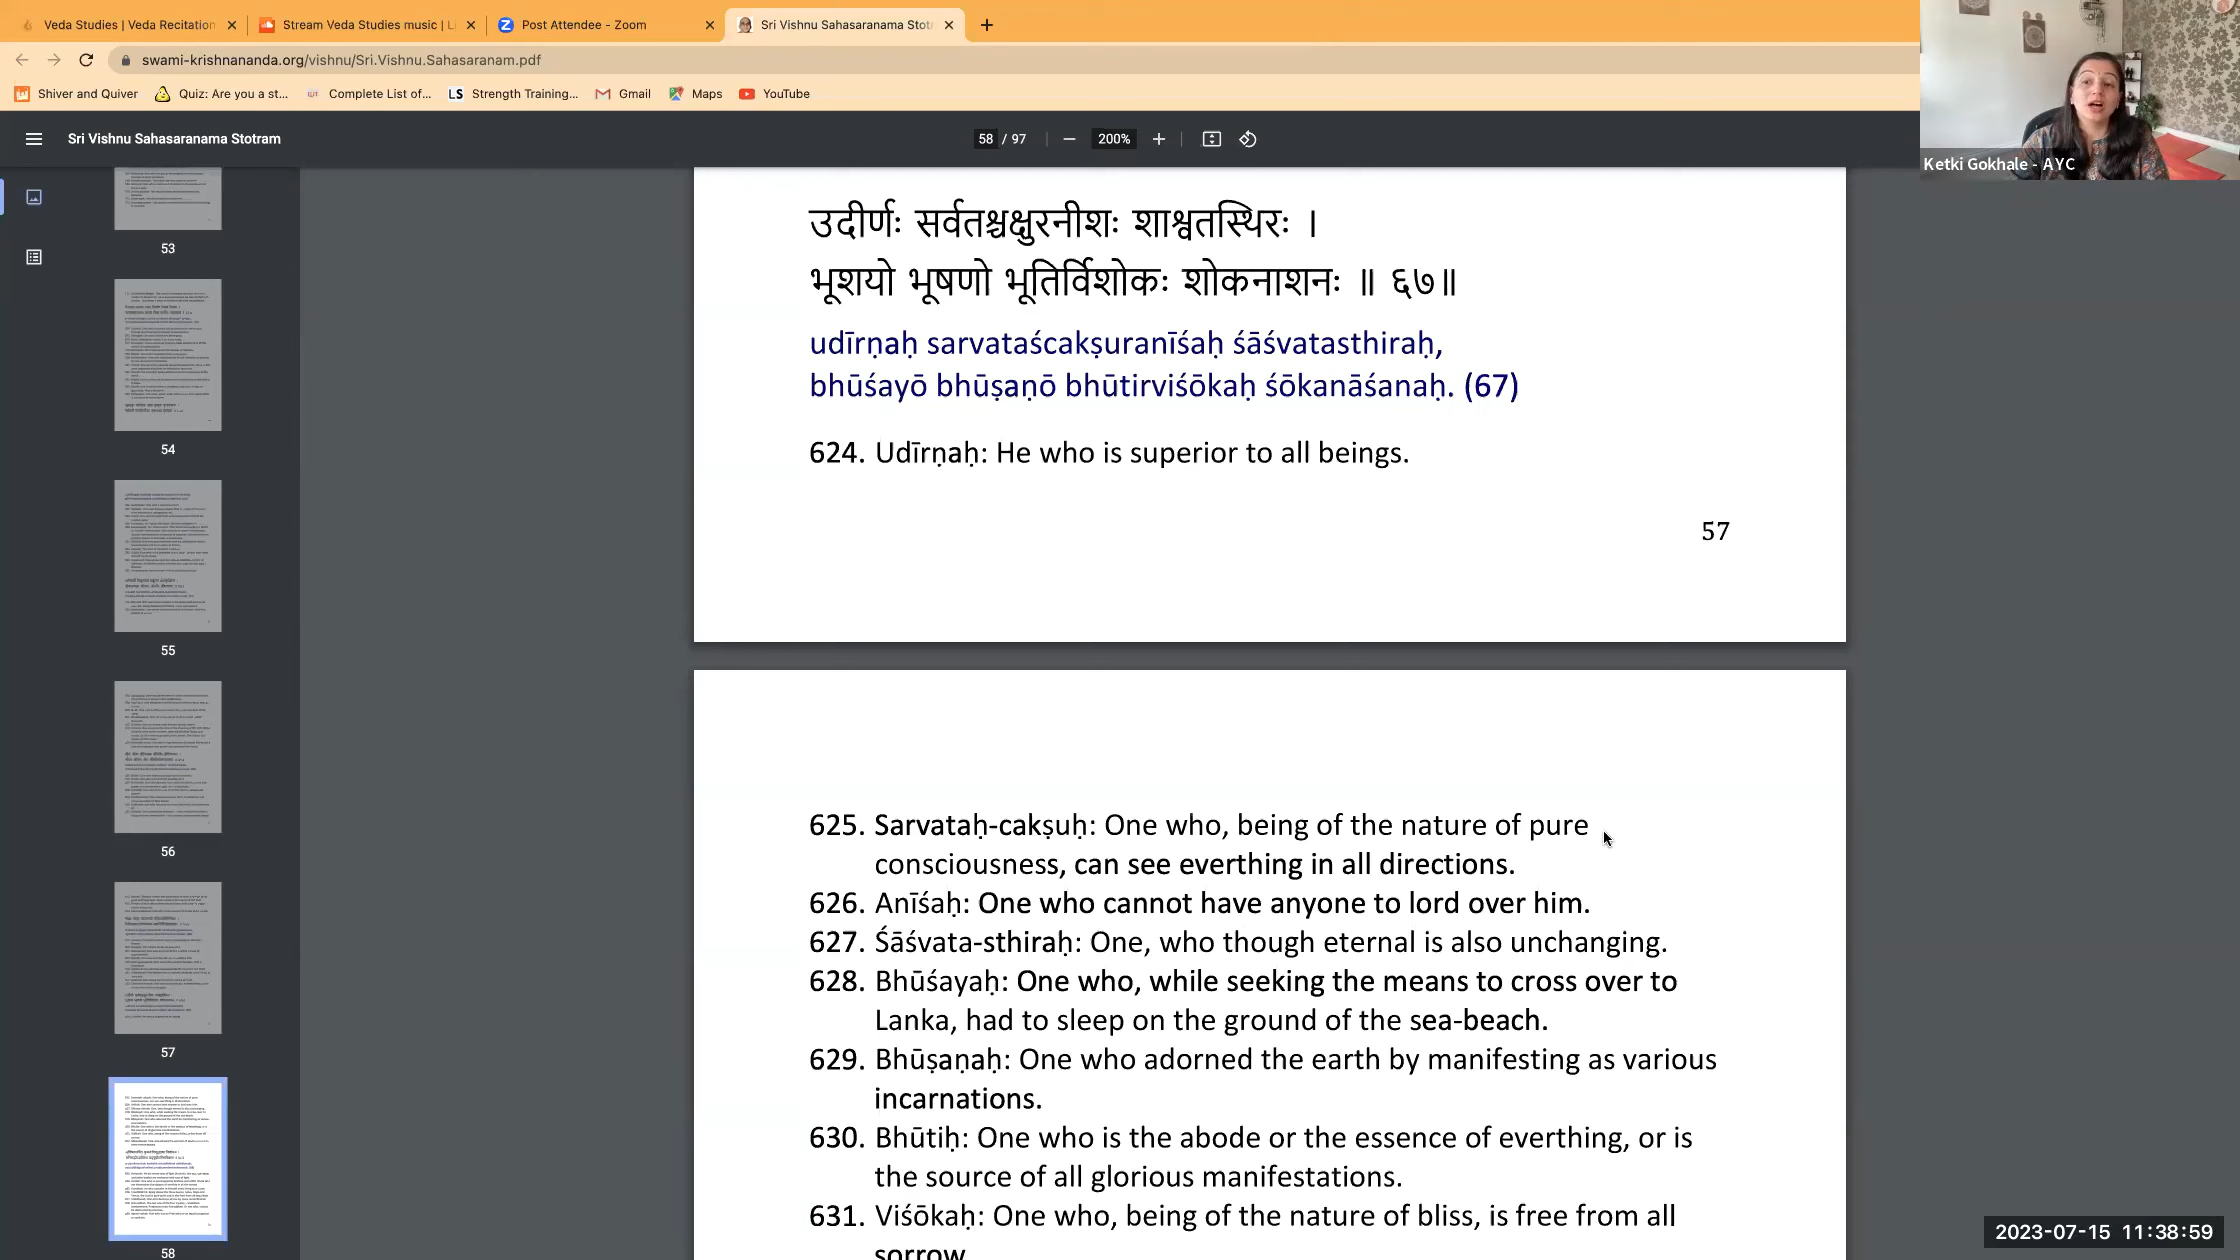 Veda Studies | Veda Recitation
Stream Veda Studies music | Li
Post Attendee - Zoom
Sri Vishnu Sahasaranama Stotr
swami-krishnananda.org/vishnu/Sri.Vishnu.Sahasaranam.pdf
Shiver and Quiver
Quiz: Are you a st...
Complete List of...
LS
Strength Training...
Gmail
Maps
YouTube
Sri Vishnu Sahasaranama Stotram
58 / 97
200%
Ketki Gokhale - AYC
53
54
55
56
57
58
उदीर्णः सर्वतश्चक्षुरनीशः शाश्वतस्थिरः ।
भूशयो भूषणो भूतिर्विशोकः शोकनाशनः ॥ ६७॥
udīrṇaḥ sarvataścakṣuranīśaḥ śāśvatasthiraḥ,
bhūśayō bhūṣaṇō bhūtirviśōkaḥ śōkanāśanaḥ. (67)
624. Udīrṇaḥ: He who is superior to all beings.
57
625. Sarvataḥ-cakṣuḥ: One who, being of the nature of pure
consciousness, can see everthing in all directions.
626. Anīśaḥ: One who cannot have anyone to lord over him.
627. Śāśvata-sthiraḥ: One, who though eternal is also unchanging.
628. Bhūśayaḥ: One who, while seeking the means to cross over to
Lanka, had to sleep on the ground of the sea-beach.
629. Bhūṣaṇaḥ: One who adorned the earth by manifesting as various
incarnations.
630. Bhūtiḥ: One who is the abode or the essence of everthing, or is
the source of all glorious manifestations.
631. Viśōkaḥ: One who, being of the nature of bliss, is free from all
sorrow.
2023-07-15 11:38:59